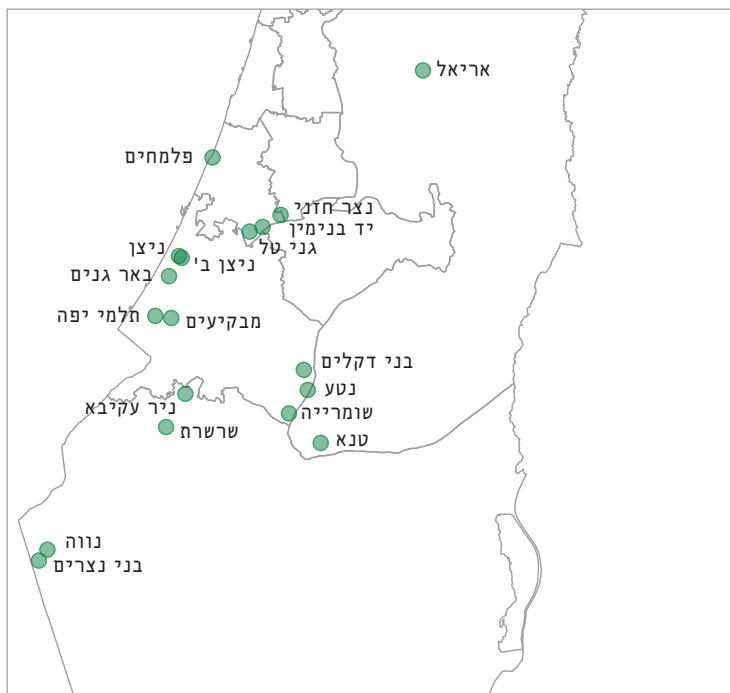 אריאל
פלמחים
נצר חזני
יד בנימין
גני טל
ניצן
ניצן ב'
באר גנים
תלמי יפה
מבקיעים
בני דקלים
נטע
ניר עקיבא
שומרייה
שרשרת
טנא
נווה
בני נצרים